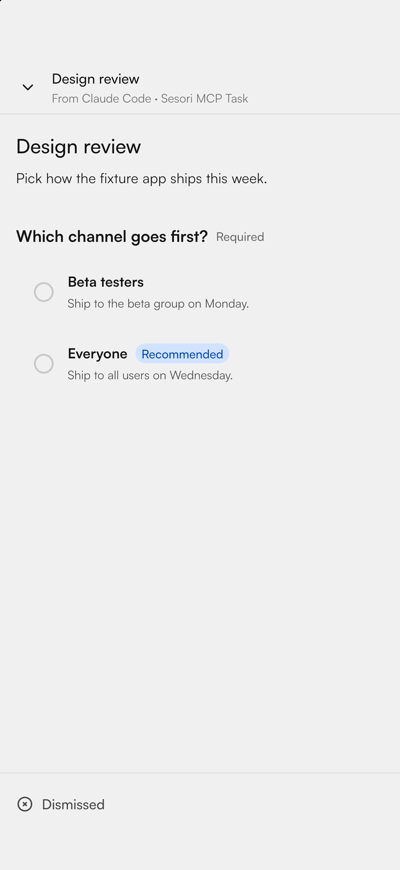 Design review
From Claude Code • Sesori MCP Task
Design review
Pick how the fixture app ships this week.
Which channel goes first? Required
Beta testers
Ship to the beta group on Monday.
Everyone Recommended
Ship to all users on Wednesday.
Dismissed